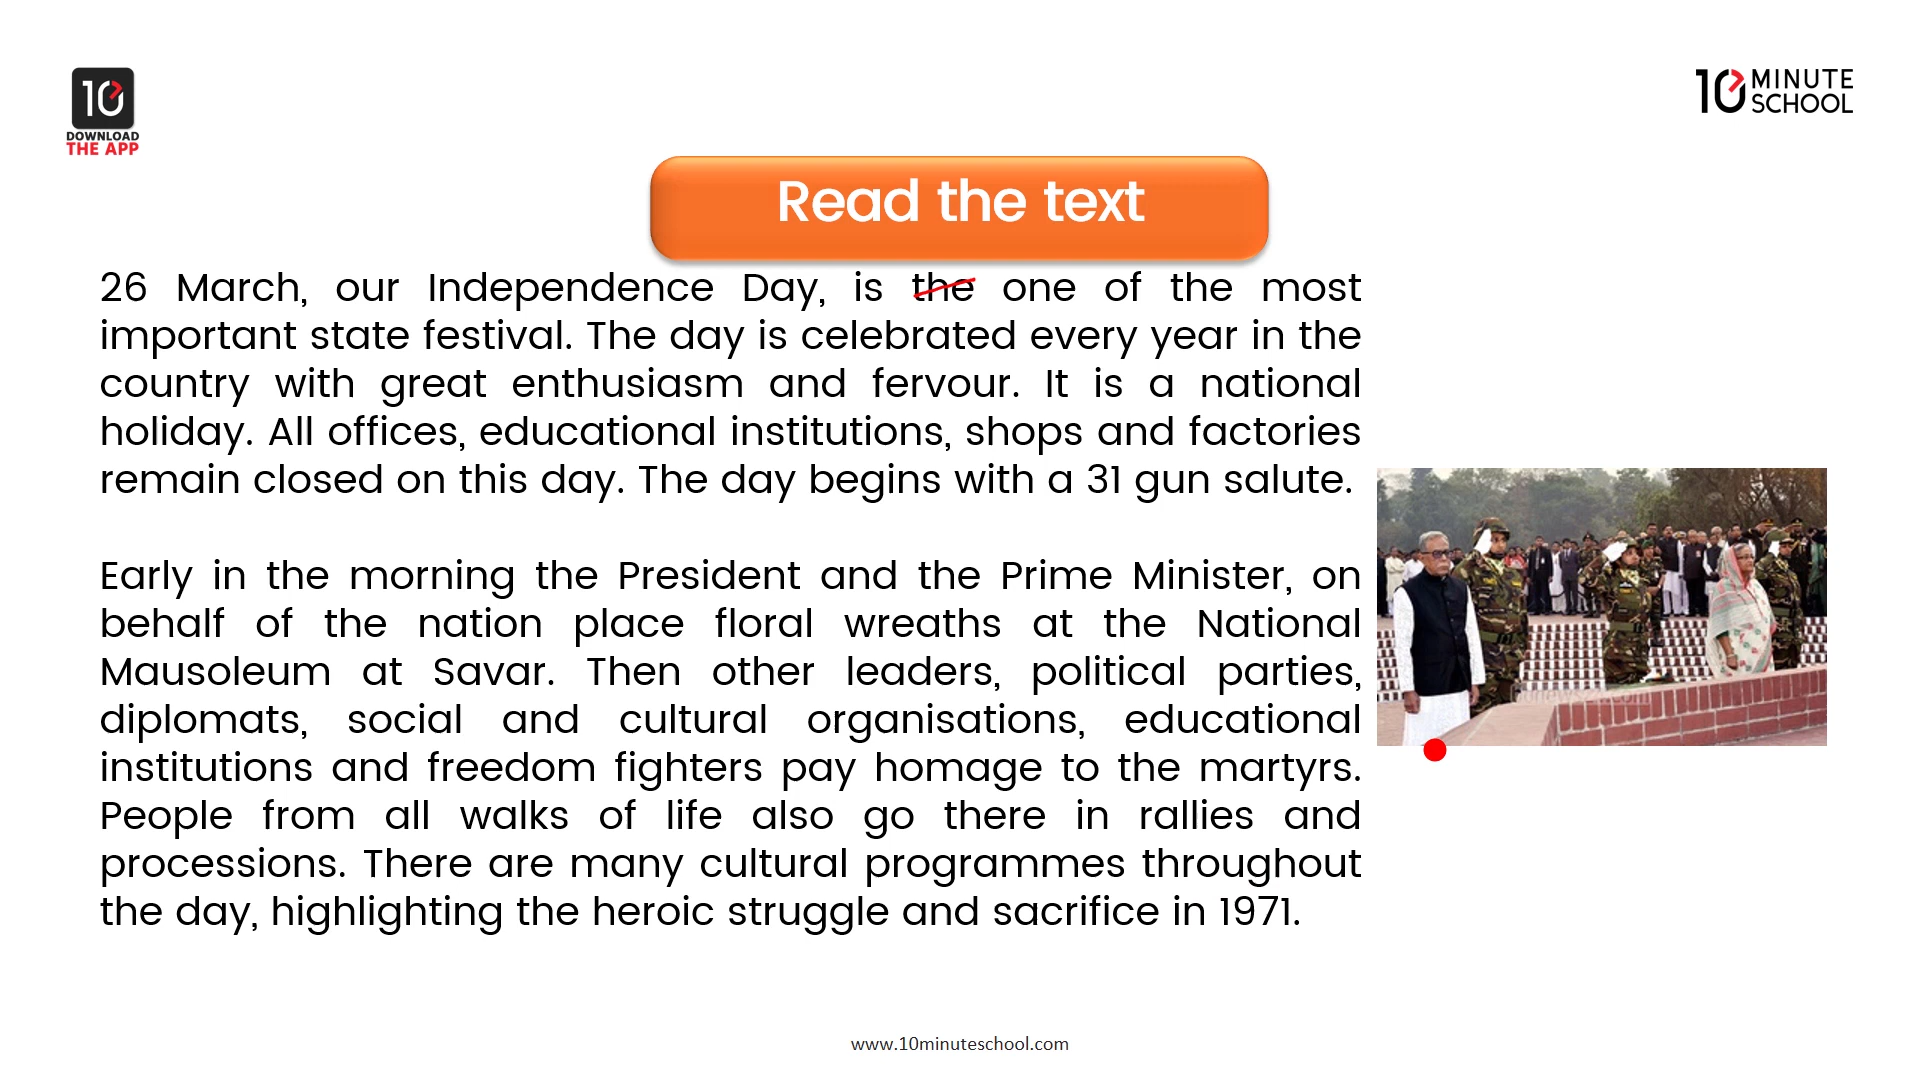 10
DOWNLOAD
THE APP
10 MINUTE
SCHOOL
Read the text
26 March, our Independence Day, is the one of the most
important state festival. The day is celebrated every year in the
country with great enthusiasm and fervour. It is a national
holiday. All offices, educational institutions, shops and factories
remain closed on this day. The day begins with a 31 gun salute.
Early in the morning the President and the Prime Minister, on
behalf of the nation place floral wreaths at the National
Mausoleum at Savar. Then other leaders, political parties,
diplomats, social and cultural organisations, educational
institutions and freedom fighters pay homage to the martyrs.
People from all walks of life also go there in rallies and
processions. There are many cultural programmes throughout
the day, highlighting the heroic struggle and sacrifice in 1971.
www.10minuteschool.com